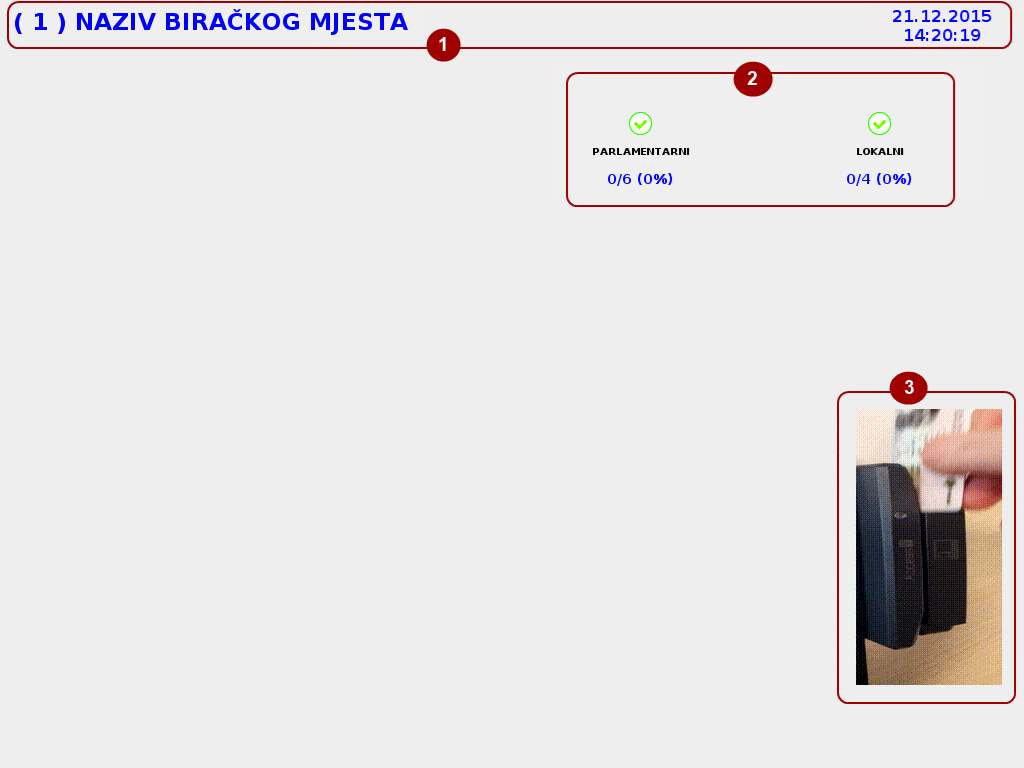 ( 1 ) NAZIV BIRAČKOG MJESTA
21.12.2015
14:20:19
1
2
PARLAMENTARNI
LOKALNI
0/6 (0%)
0/4 (0%)
3